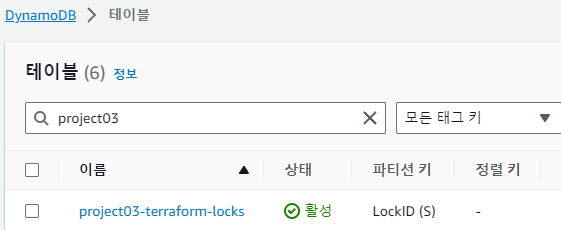 DynamoDB > 테이블
테이블 (6) 정보
project03 모든 태그 키
이름 상태 파티션 키 정렬 키
project03-terraform-locks 활성 LockID (S) -